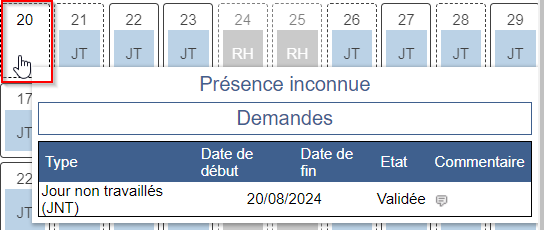 20 21 22 23 24 25 26 27 28 29
JT JT JT RH RH JT JT JT JT
Présence inconnue
Demandes
17
JT
Type Date de début Date de fin Etat Commentaire
Jour non travaillés (JNT) 20/08/2024 Validée
22
JT